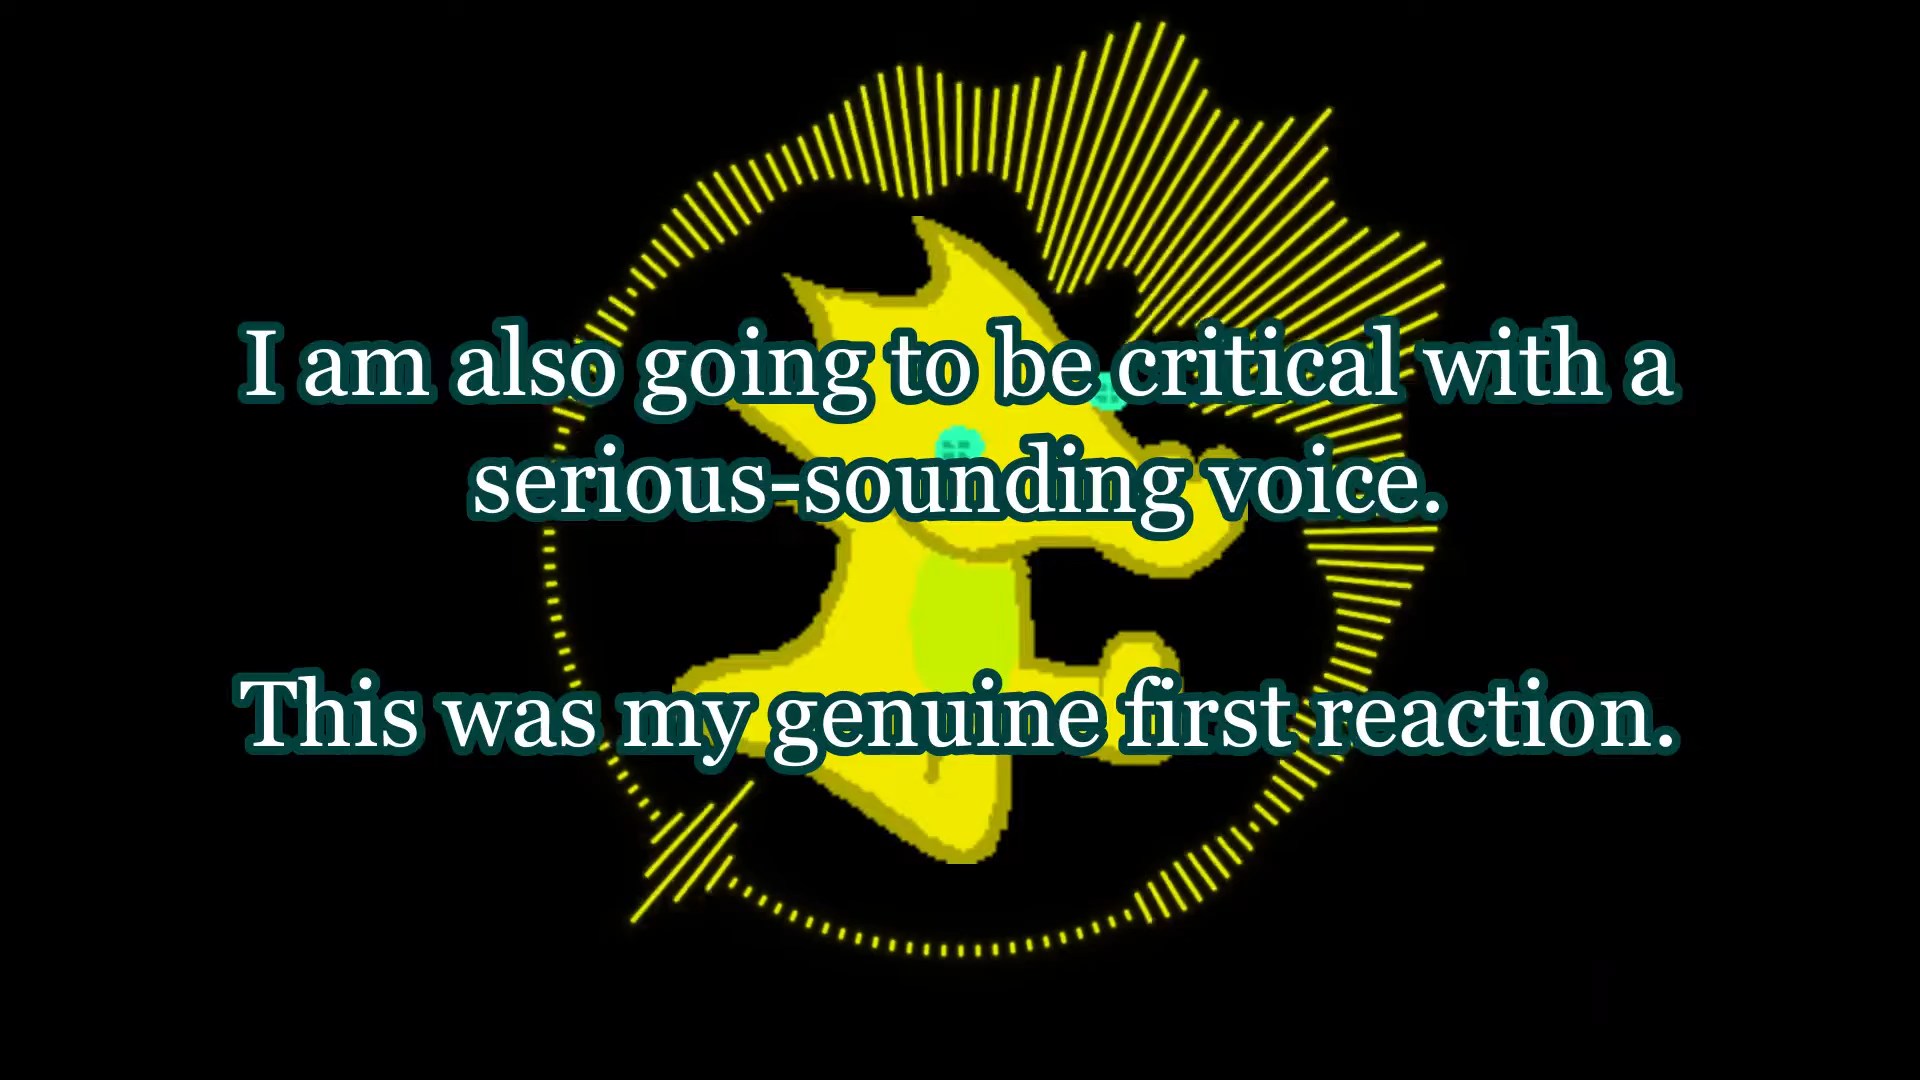 I am also going to be critical with a
serious-sounding voice.
This was my genuine first reaction.